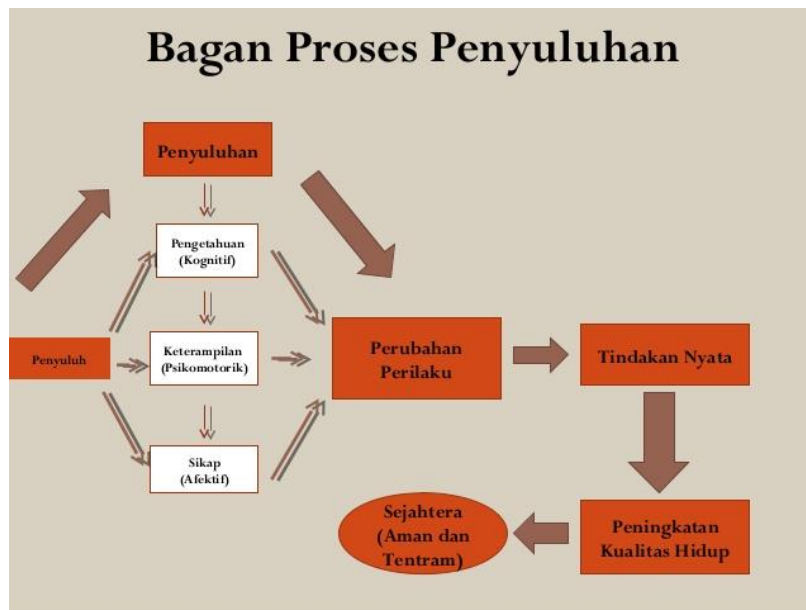 Bagan Proses Penyuluhan
Penyuluhan
Pengetahuan
(Kognitif)
Penyuluh
Keterampilan
(Psikomotorik)
Sikap
(Afektif)
Perubahan
Perilaku
Tindakan Nyata
Peningkatan
Kualitas Hidup
Sejahtera
(Aman dan
Tentram)